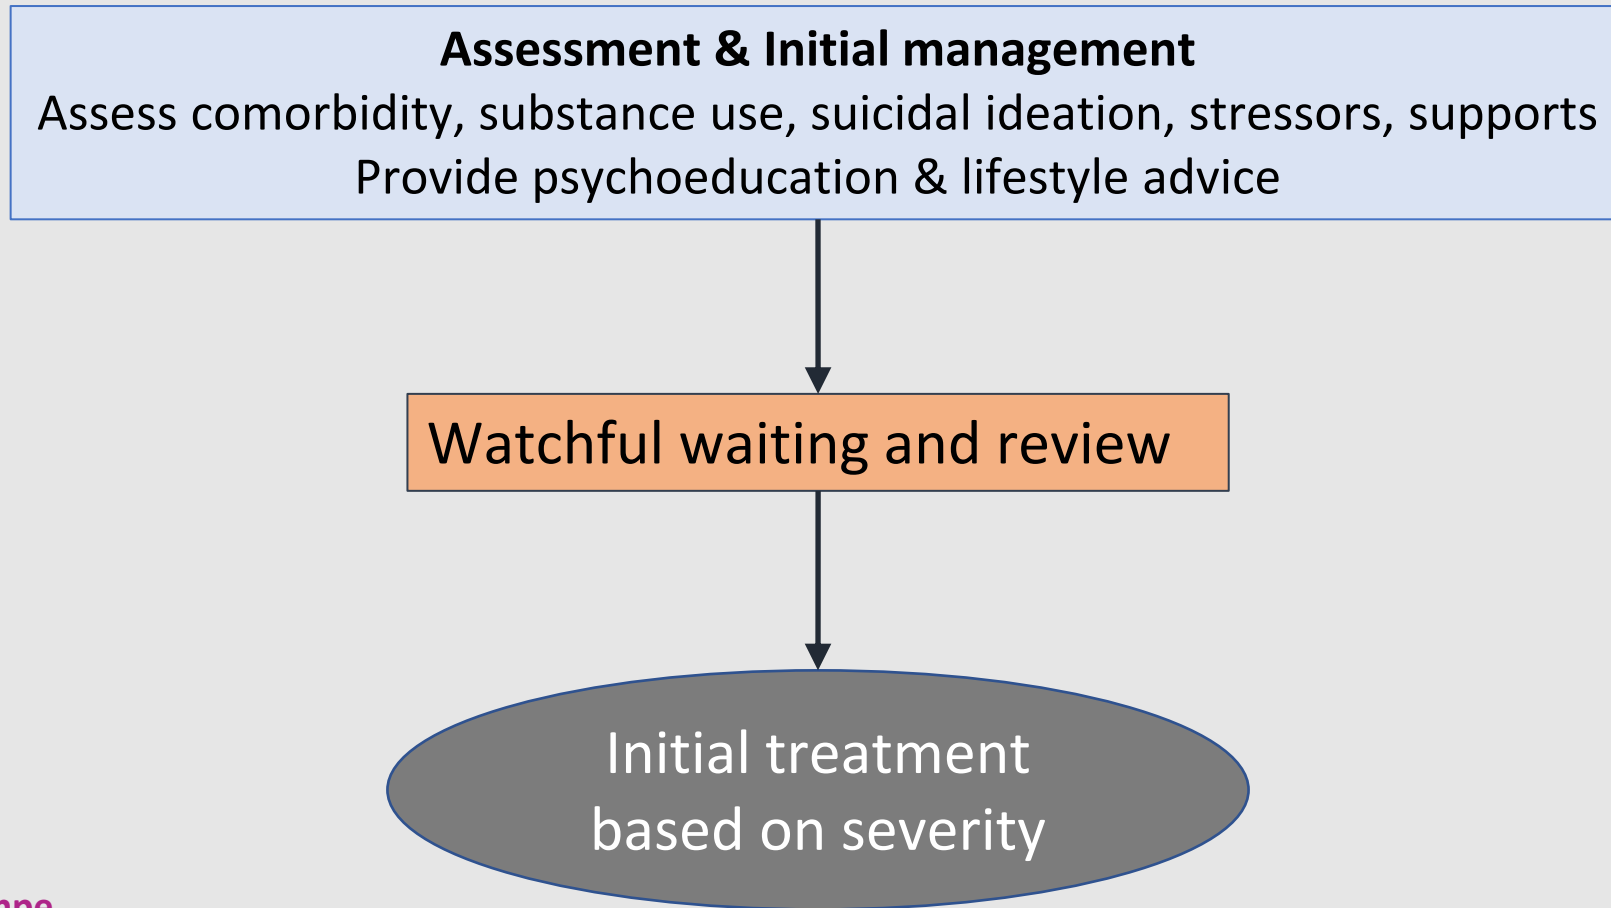 Assessment & Initial management
Assess comorbidity, substance use, suicidal ideation, stressors, supports
Provide psychoeducation & lifestyle advice
Watchful waiting and review
Initial treatment
based on severity